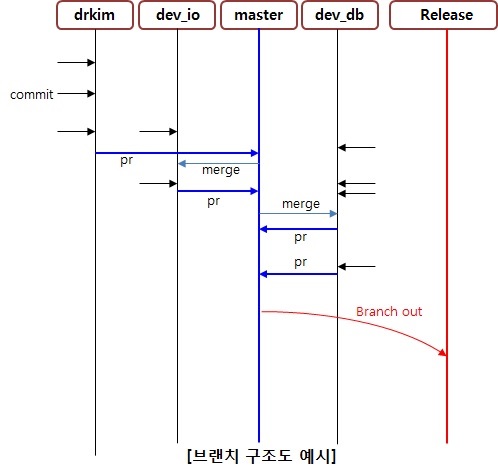 drkim dev_io master dev_db Release
commit
pr
merge
pr
merge
pr
pr
Branch out
[브랜치 구조도 예시]